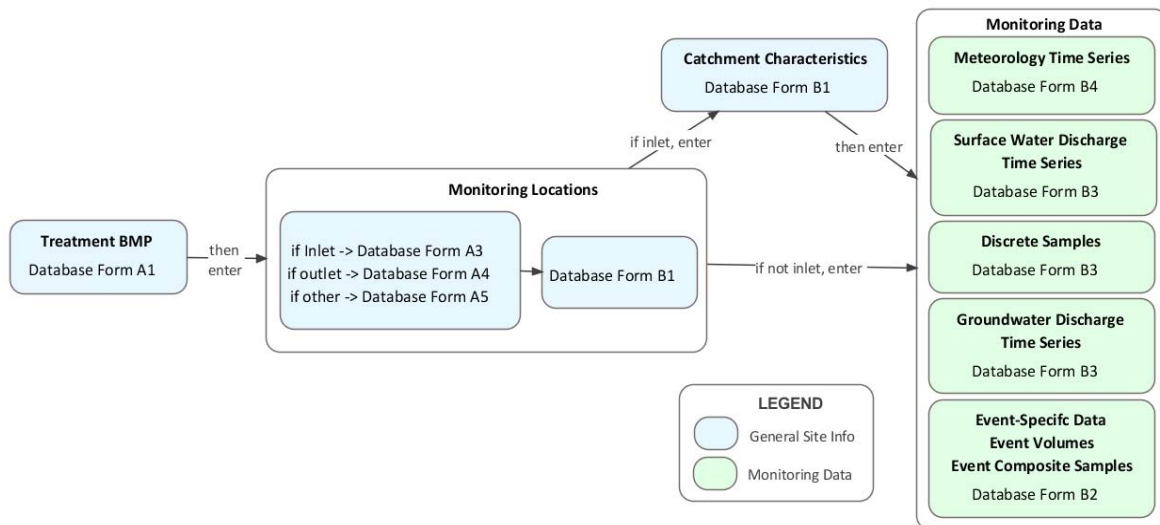 Treatment BMP
Database Form A1
then
enter
Monitoring Locations
if Inlet -> Database Form A3
if outlet -> Database Form A4
if other -> Database Form A5
Database Form B1
if inlet, enter
Catchment Characteristics
Database Form B1
then enter
if not inlet, enter
Monitoring Data
Meteorology Time Series
Database Form B4
Surface Water Discharge
Time Series
Database Form B3
Discrete Samples
Database Form B3
Groundwater Discharge
Time Series
Database Form B3
Event-Specifc Data
Event Volumes
Event Composite Samples
Database Form B2
LEGEND
General Site Info
Monitoring Data